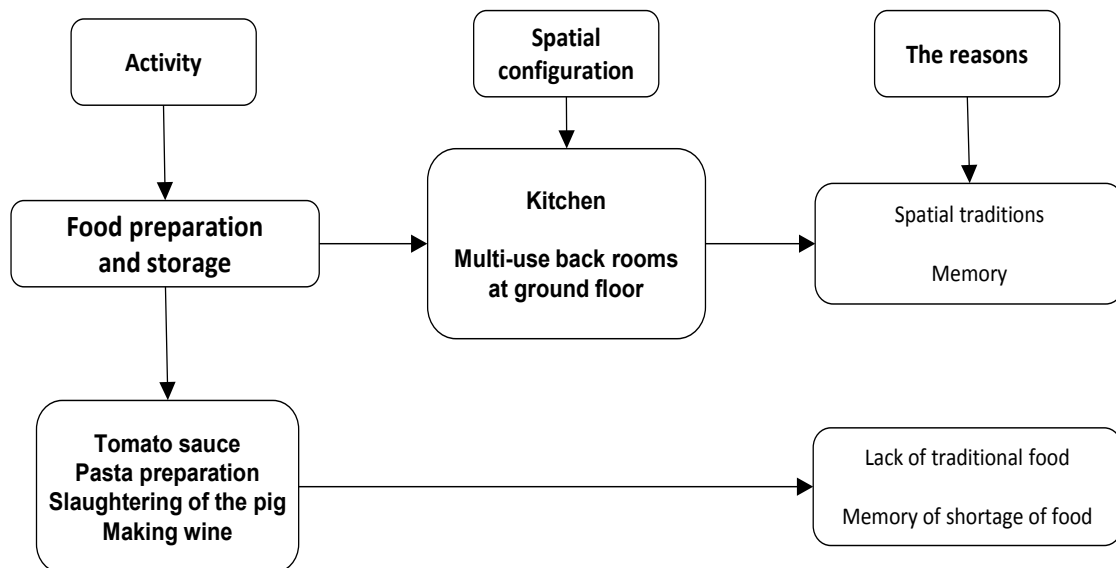 Activity
Spatial
configuration
The reasons
Food preparation
and storage
Kitchen
Multi-use back rooms
at ground floor
Spatial traditions
Memory
Tomato sauce
Pasta preparation
Slaughtering of the pig
Making wine
Lack of traditional food
Memory of shortage of food